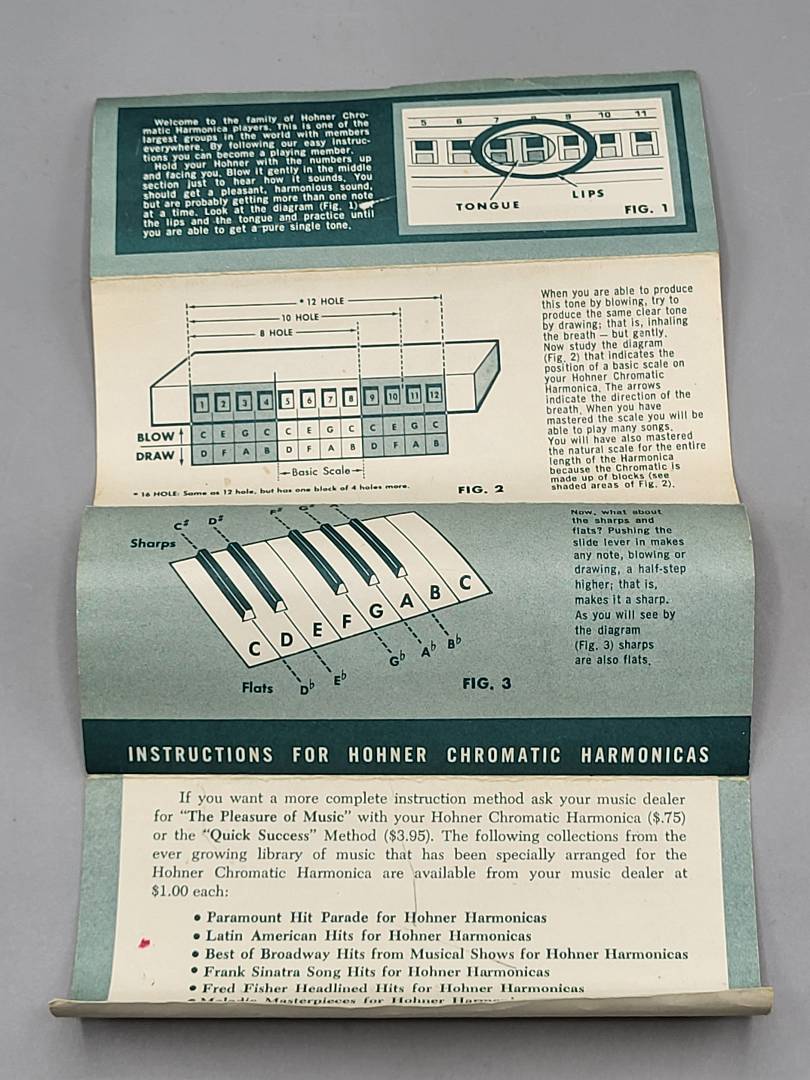 Welcome to the family of Hohner Chro-
matic Harmonica players. This is one of the
largest groups in the world with members
everywhere. By following our easy instruc-
tions you can become a playing member.
Hold your Hohner with the numbers up
and facing you. Blow it gently in the middle
section just to hear how it sounds. You
should get a pleasant, harmonious sound,
but are probably getting more than one note
at a time. Look at the diagram (Fig. 1)
the lips and the tongue and practice until
you are able to get a pure single tone.
5 6 7 8 9 10 11
TONGUE
LIPS
FIG. 1
* 12 HOLE
10 HOLE
8 HOLE
1 2 3 4 5 6 7 8 9 10 11 12
BLOW C E G C C E G C C E G C
DRAW D F A B D F A B D F A B
Basic Scale
* 16 HOLE: Same as 12 hole, but has one block of 4 holes more.
FIG. 2
When you are able to produce
this tone by blowing, try to
produce the same clear tone
by drawing; that is, inhaling
the breath — but gently.
Now study the diagram
(Fig. 2) that indicates the
position of a basic scale on
your Hohner Chromatic
Harmonica. The arrows
indicate the direction of the
breath. When you have
mastered the scale you will be
able to play many songs.
You will have also mastered
the natural scale for the entire
length of the Harmonica
because the Chromatic is
made up of blocks (see
shaded areas of Fig. 2).
Sharps
C♯ D♯ F♯ G♯
C D E F G A B C
Flats
D♭ E♭ G♭ A♭ B♭
FIG. 3
Now, what about
the sharps and
flats? Pushing the
slide lever in makes
any note, blowing or
drawing, a half-step
higher; that is,
makes it a sharp.
As you will see by
the diagram
(Fig. 3) sharps
are also flats.
INSTRUCTIONS FOR HOHNER CHROMATIC HARMONICAS
If you want a more complete instruction method ask your music dealer
for "The Pleasure of Music" with your Hohner Chromatic Harmonica ($.75)
or the "Quick Success" Method ($3.95). The following collections from the
ever growing library of music that has been specially arranged for the
Hohner Chromatic Harmonica are available from your music dealer at
$1.00 each:
• Paramount Hit Parade for Hohner Harmonicas
• Latin American Hits for Hohner Harmonicas
• Best of Broadway Hits from Musical Shows for Hohner Harmonicas
• Frank Sinatra Song Hits for Hohner Harmonicas
• Fred Fisher Headlined Hits for Hohner Harmonicas
• Melodic Masterpieces for Hohner Harmonicas